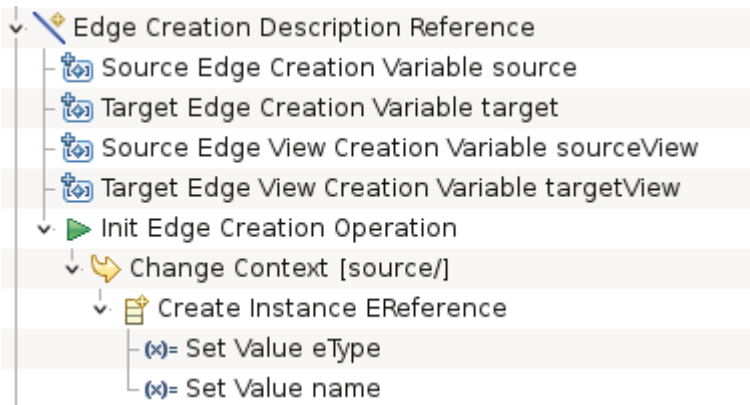 Edge Creation Description Reference
Source Edge Creation Variable source
Target Edge Creation Variable target
Source Edge View Creation Variable sourceView
Target Edge View Creation Variable targetView
Init Edge Creation Operation
Change Context [source/]
Create Instance EReference
(x)= Set Value eType
(x)= Set Value name